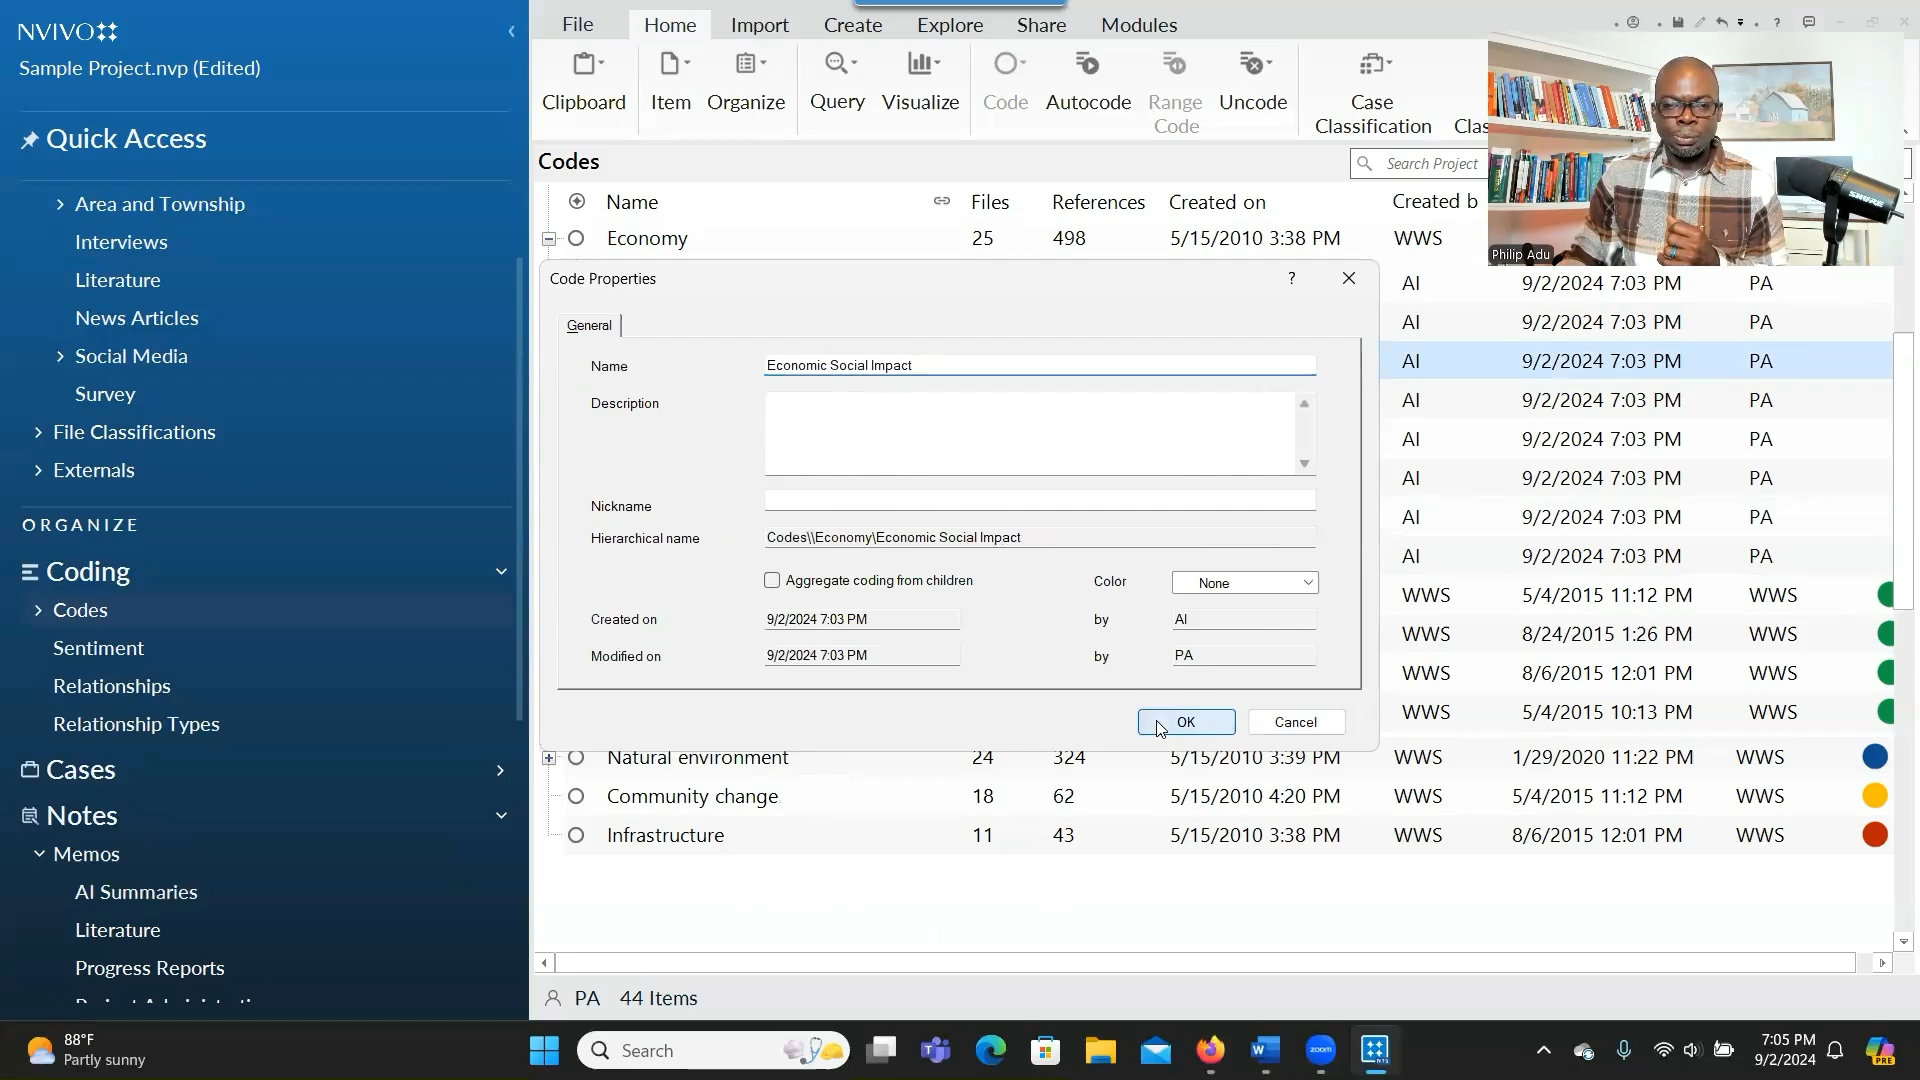 NVIVO
Sample Project.nvp (Edited)
Quick Access
Area and Township
Interviews
Literature
News Articles
Social Media
Survey
File Classifications
Externals
ORGANIZE
Coding
Codes
Sentiment
Relationships
Relationship Types
Cases
Notes
Memos
AI Summaries
Literature
Progress Reports
File Home Import Create Explore Share Modules
Clipboard Item Organize Query Visualize Code Autocode Range Code Uncode Case Classification
Codes
Search Project
Name Files References Created on Created b
Economy 25 498 5/15/2010 3:38 PM WWS
Philip Adu
SHURE
Code Properties ?
General
Name Economic Social Impact
Description
Nickname
Hierarchical name Codes\\Economy\Economic Social Impact
Aggregate coding from children Color None
Created on 9/2/2024 7:03 PM by AI
Modified on 9/2/2024 7:03 PM by PA
OK Cancel
AI 9/2/2024 7:03 PM PA
AI 9/2/2024 7:03 PM PA
AI 9/2/2024 7:03 PM PA
AI 9/2/2024 7:03 PM PA
AI 9/2/2024 7:03 PM PA
AI 9/2/2024 7:03 PM PA
AI 9/2/2024 7:03 PM PA
AI 9/2/2024 7:03 PM PA
WWS 5/4/2015 11:12 PM WWS
WWS 8/24/2015 1:26 PM WWS
WWS 8/6/2015 12:01 PM WWS
WWS 5/4/2015 10:13 PM WWS
Natural environment 24 324 5/15/2010 3:39 PM WWS 1/29/2020 11:22 PM WWS
Community change 18 62 5/15/2010 4:20 PM WWS 5/4/2015 11:12 PM WWS
Infrastructure 11 43 5/15/2010 3:38 PM WWS 8/6/2015 12:01 PM WWS
PA 44 Items
88°F
Partly sunny
Search
zoom
7:05 PM
9/2/2024
PRE